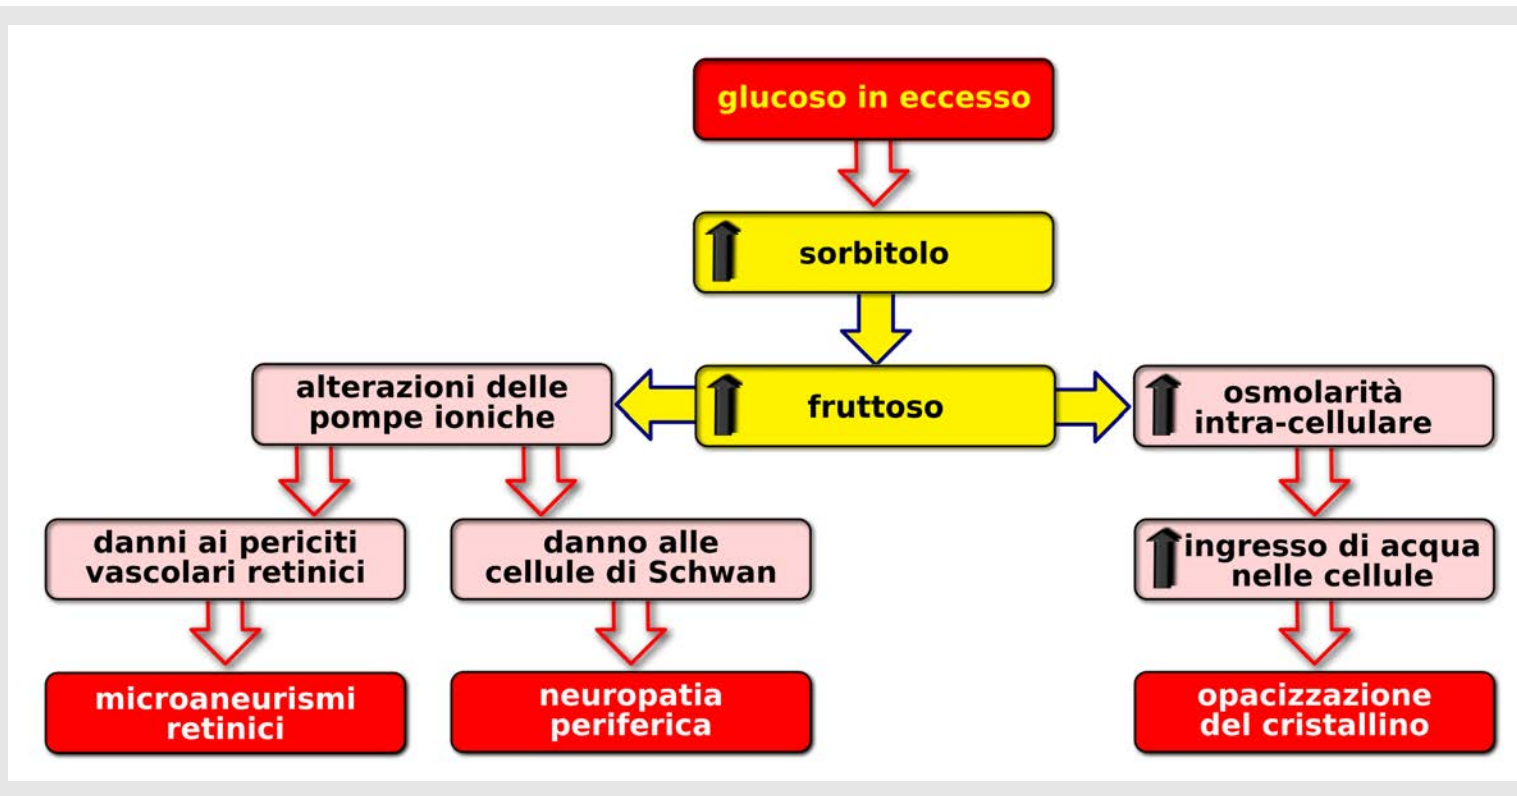 glucoso in eccesso
sorbitolo
alterazioni delle
pompe ioniche
fruttoso
osmolarità
intra-cellulare
danni ai periciti
vascolari retinici
danno alle
cellule di Schwan
ingresso di acqua
nelle cellule
microaneurismi
retinici
neuropatia
periferica
opacizzazione
del cristallino